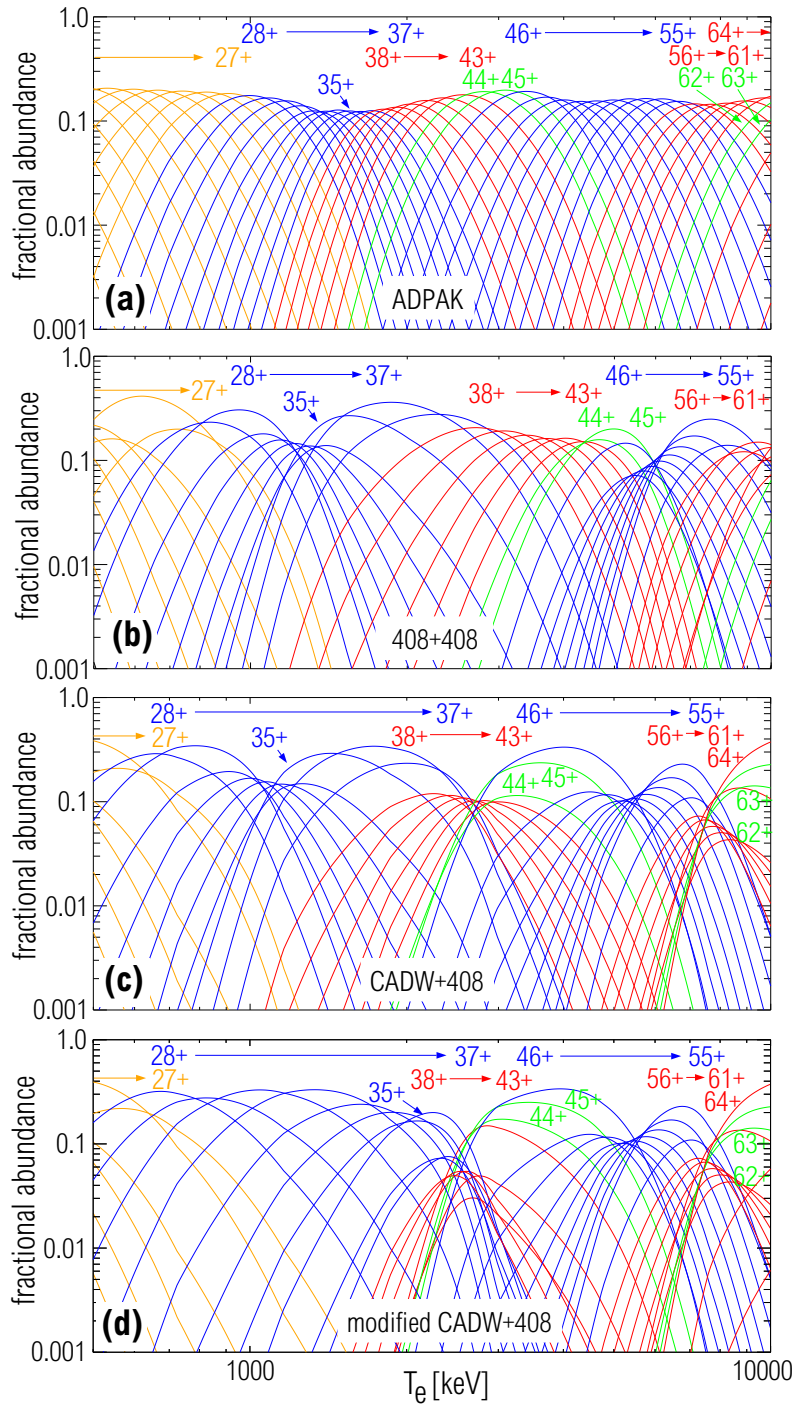 1.0
28+ 37+ 46+ 55+ 64+
27+ 38+ 43+ 56+ 61+
35+ 44+ 45+ 62+ 63+
0.1
fractional abundance
0.01
(a) ADPAK
0.001
1.0
28+ 37+ 46+ 55+
27+ 35+ 38+ 43+ 56+ 61+
44+ 45+
0.1
fractional abundance
0.01
(b) 408+408
0.001
1.0
28+ 37+ 46+ 55+
27+ 35+ 38+ 43+ 56+ 61+
64+
44+ 45+
0.1
63+
62+
fractional abundance
0.01
(c) CADW+408
0.001
1.0
28+ 37+ 46+ 55+
27+ 38+ 43+ 56+ 61+
35+ 45+ 64+
44+
0.1
63+
62+
fractional abundance
0.01
(d) modified CADW+408
0.001
1000 10000
T_e [keV]